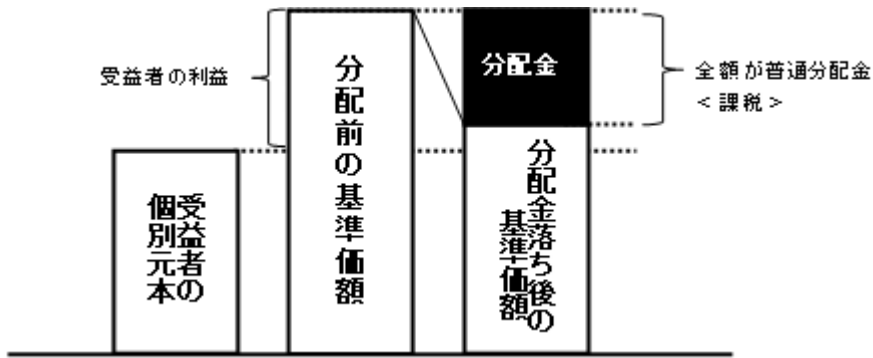 受益者の利益
分配前の基準価額
分配金
全額が普通分配金
＜課税＞
受益者の
個別元本
分配金落ち後の
基準価額